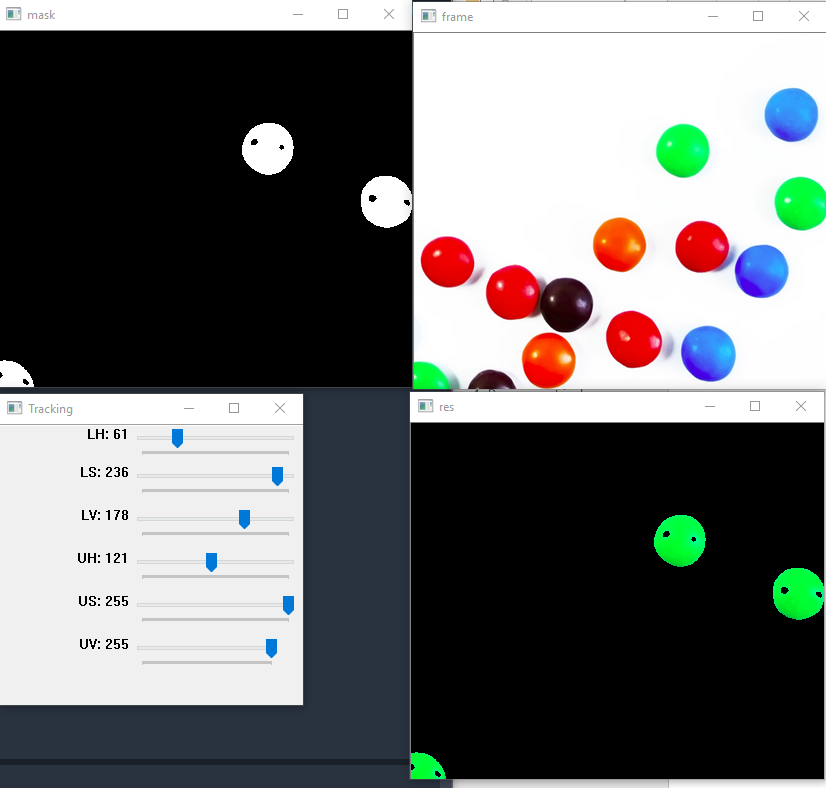 mask
frame
Tracking
LH: 61
LS: 236
LV: 178
UH: 121
US: 255
UV: 255
res